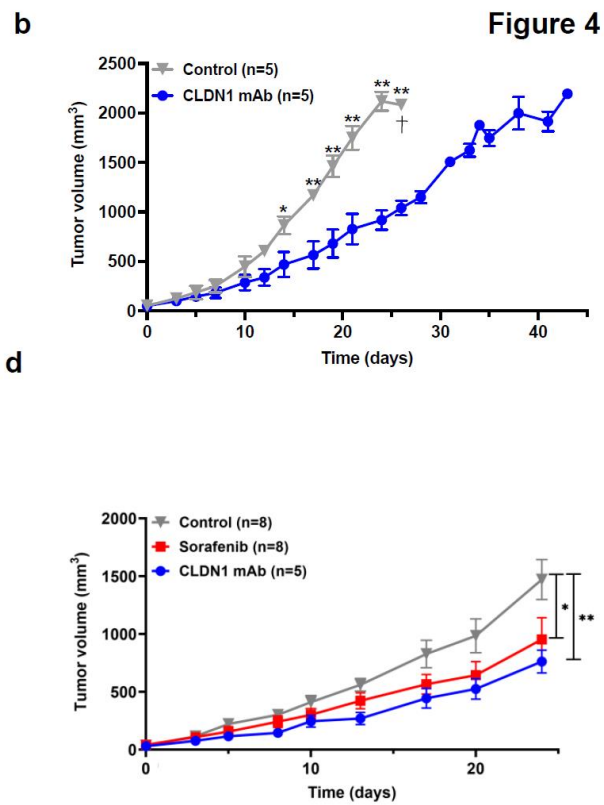 b
Figure 4
2500
2000
1500
1000
500
0
Tumor volume (mm3)
Control (n=5)
CLDN1 mAb (n=5)
*
**
**
**
**
**
†
0 10 20 30 40
Time (days)
d
2000
1500
1000
500
0
Tumor volume (mm3)
Control (n=8)
Sorafenib (n=8)
CLDN1 mAb (n=5)
*
**
0 10 20
Time (days)